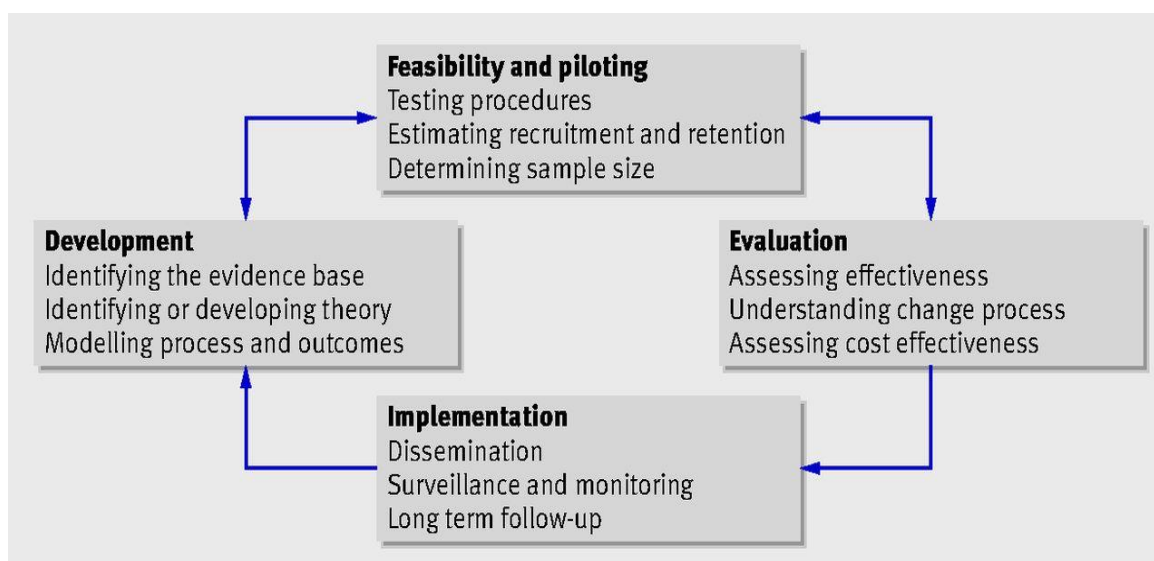 Feasibility and piloting
Testing procedures
Estimating recruitment and retention
Determining sample size
Development
Identifying the evidence base
Identifying or developing theory
Modelling process and outcomes
Evaluation
Assessing effectiveness
Understanding change process
Assessing cost effectiveness
Implementation
Dissemination
Surveillance and monitoring
Long term follow-up